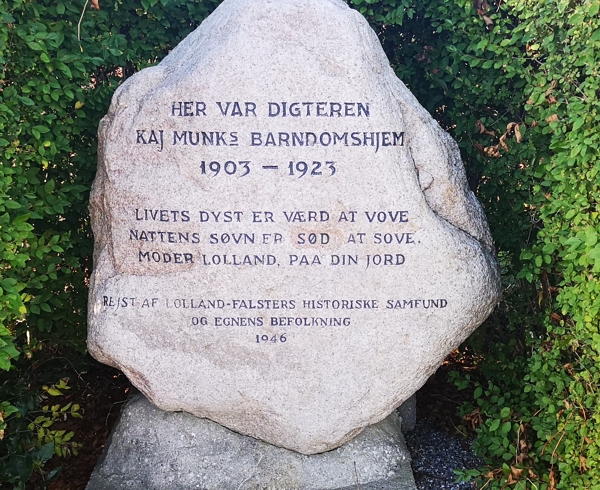 HER VAR DIGTEREN
KAJ MUNKS BARNDOMSHJEM
1903 – 1923
LIVETS DYST ER VÆRD AT VOVE
NATTENS SØVN ER SØD AT SOVE,
MODER LOLLAND, PAA DIN JORD
REJST AF LOLLAND-FALSTERS HISTORISKE SAMFUND
OG EGNENS BEFOLKNING
1946